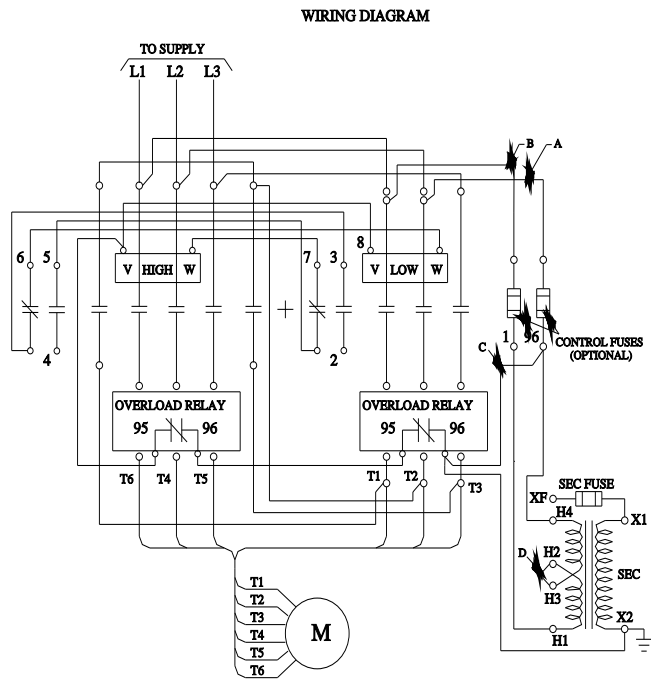 WIRING DIAGRAM
TO SUPPLY
L1 L2 L3
B A
6 5 7 3 8
V HIGH W
V LOW W
4 2
1 96
CONTROL FUSES
(OPTIONAL)
C
OVERLOAD RELAY
95 96
OVERLOAD RELAY
95 96
T6 T4 T5
T1 T2 T3
SEC FUSE
XF
H4 X1
D H2
SEC
H3
X2
H1
T1
T2
T3
T4
T5
T6
M